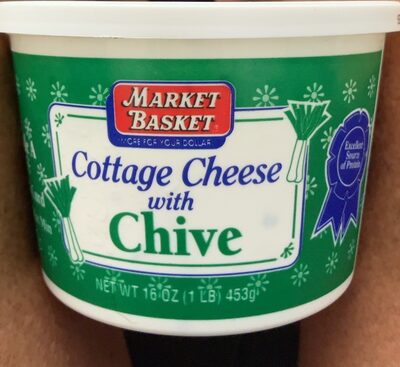 MARKET
BASKET
MORE FOR YOUR DOLLAR
Cottage Cheese
with
Chive
Excellent
Source
of Protein
NET WT 16 OZ (1 LB) 453g